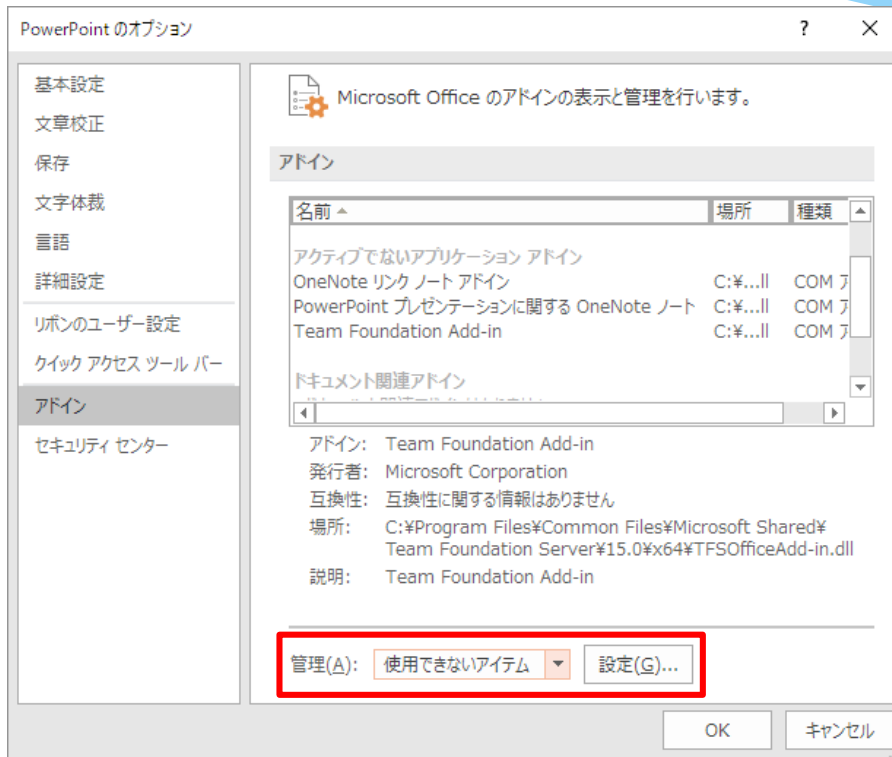 PowerPoint のオプション
?
基本設定
文章校正
保存
文字体裁
言語
詳細設定
リボンのユーザー設定
クイック アクセス ツール バー
アドイン
セキュリティ センター
Microsoft Office のアドインの表示と管理を行います。
アドイン
名前 場所 種類
アクティブでないアプリケーション アドイン
OneNote リンク ノート アドイン C:¥...ll COM ア
PowerPoint プレゼンテーションに関する OneNote ノート C:¥...ll COM ア
Team Foundation Add-in C:¥...ll COM ア
ドキュメント関連アドイン
アドイン: Team Foundation Add-in
発行者: Microsoft Corporation
互換性: 互換性に関する情報はありません
場所: C:¥Program Files¥Common Files¥Microsoft Shared¥
Team Foundation Server¥15.0¥x64¥TFSOfficeAdd-in.dll
説明: Team Foundation Add-in
管理(A): 使用できないアイテム 設定(G)...
OK キャンセル